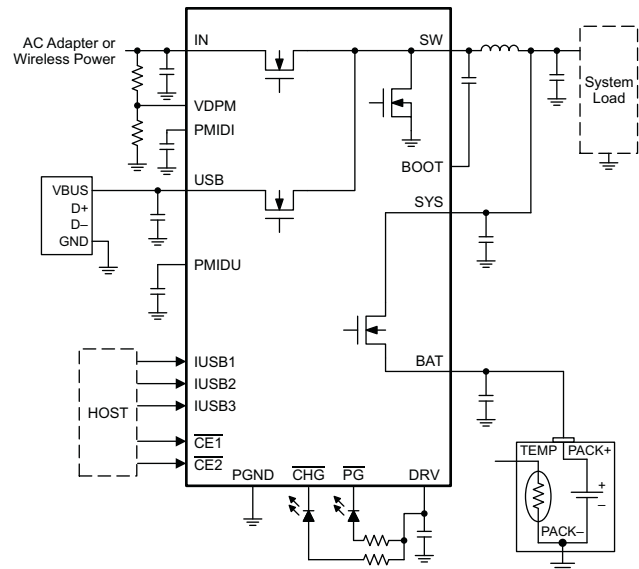 AC Adapter or
Wireless Power
IN
SW
System
Load
VDPM
PMIDI
BOOT
USB
VBUS
D+
D–
GND
SYS
PMIDU
BAT
HOST
IUSB1
IUSB2
IUSB3
CE1
CE2
PGND
CHG
PG
DRV
TEMP
PACK+
+
–
PACK–